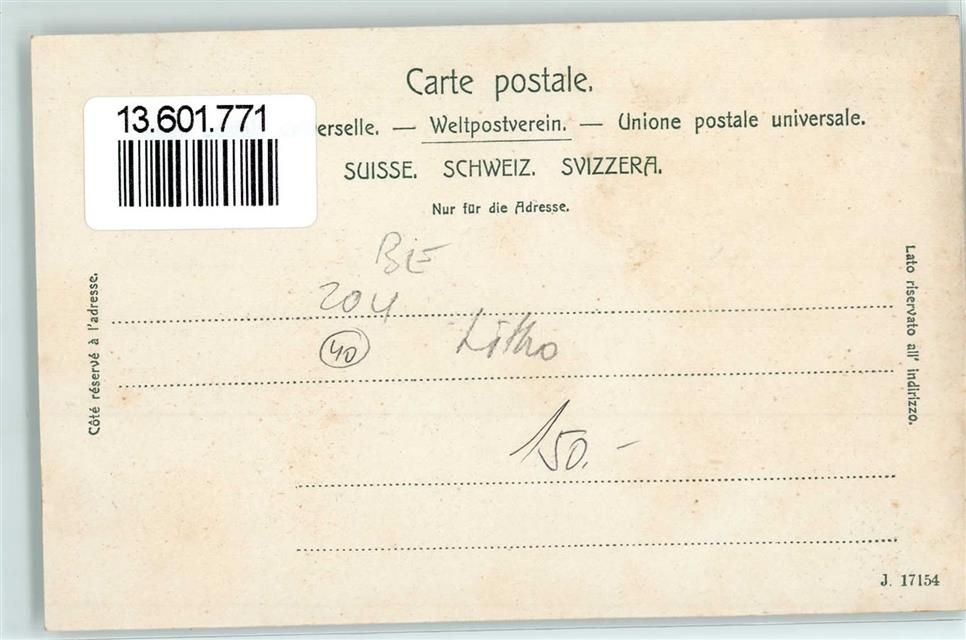 Carte postale.
13.601.771
erselle. — Weltpostverein. — Unione postale universale.
SUISSE. SCHWEIZ. SVIZZERA.
Nur für die Adresse.
BE
204
40
Litho
150.-
Côté réservé à l'adresse.
Lato riservato all' indirizzo.
J. 17154